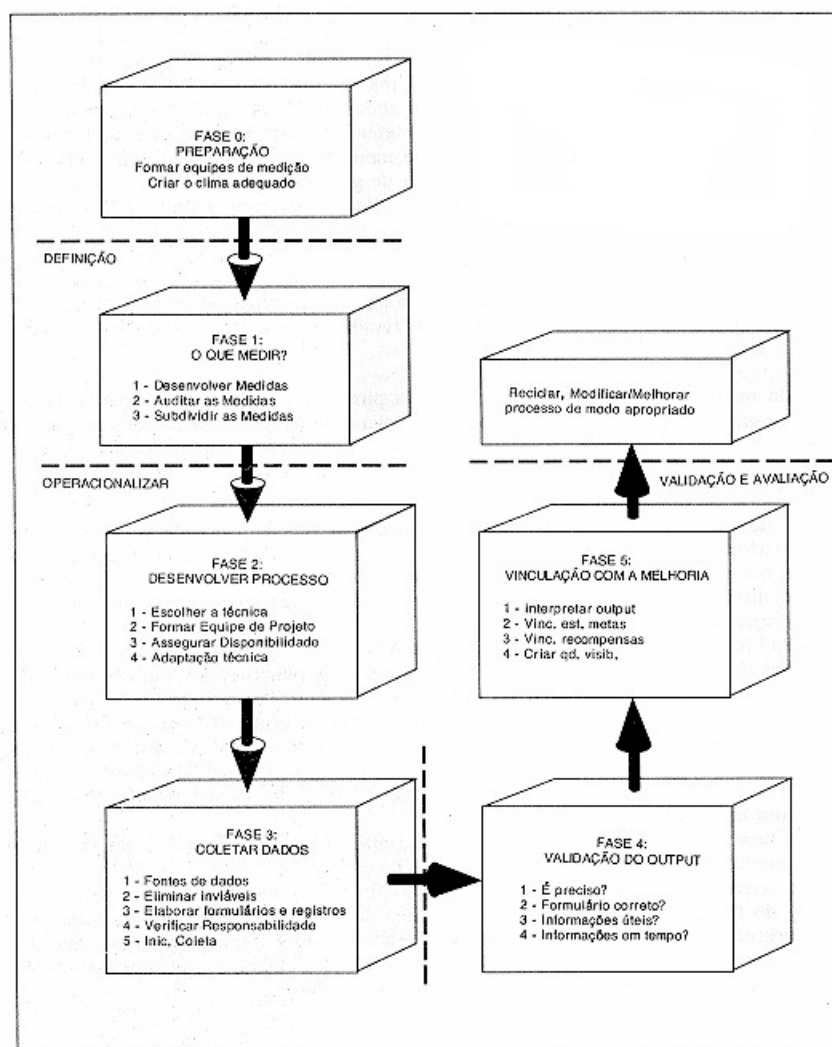 FASE 0:
PREPARAÇÃO
Formar equipes de medição
Criar o clima adequado
DEFINIÇÃO
FASE 1:
O QUE MEDIR?
1 - Desenvolver Medidas
2 - Auditar as Medidas
3 - Subdividir as Medidas
OPERACIONALIZAR
FASE 2:
DESENVOLVER PROCESSO
1 - Escolher a técnica
2 - Formar Equipe de Projeto
3 - Assegurar Disponibilidade
4 - Adaptação técnica
FASE 3:
COLETAR DADOS
1 - Fontes de dados
2 - Eliminar inviáveis
3 - Elaborar formulários e registros
4 - Verificar Responsabilidade
5 - Inic. Coleta
FASE 4:
VALIDAÇÃO DO OUTPUT
1 - É preciso?
2 - Formulário correto?
3 - Informações úteis?
4 - Informações em tempo?
FASE 5:
VINCULAÇÃO COM A MELHORIA
1 - Interpretar output
2 - Vinc. est. metas
3 - Vinc. recompensas
4 - Criar qd. visib.
VALIDAÇÃO E AVALIAÇÃO
Reciclar, Modificar/Melhorar
processo de modo apropriado